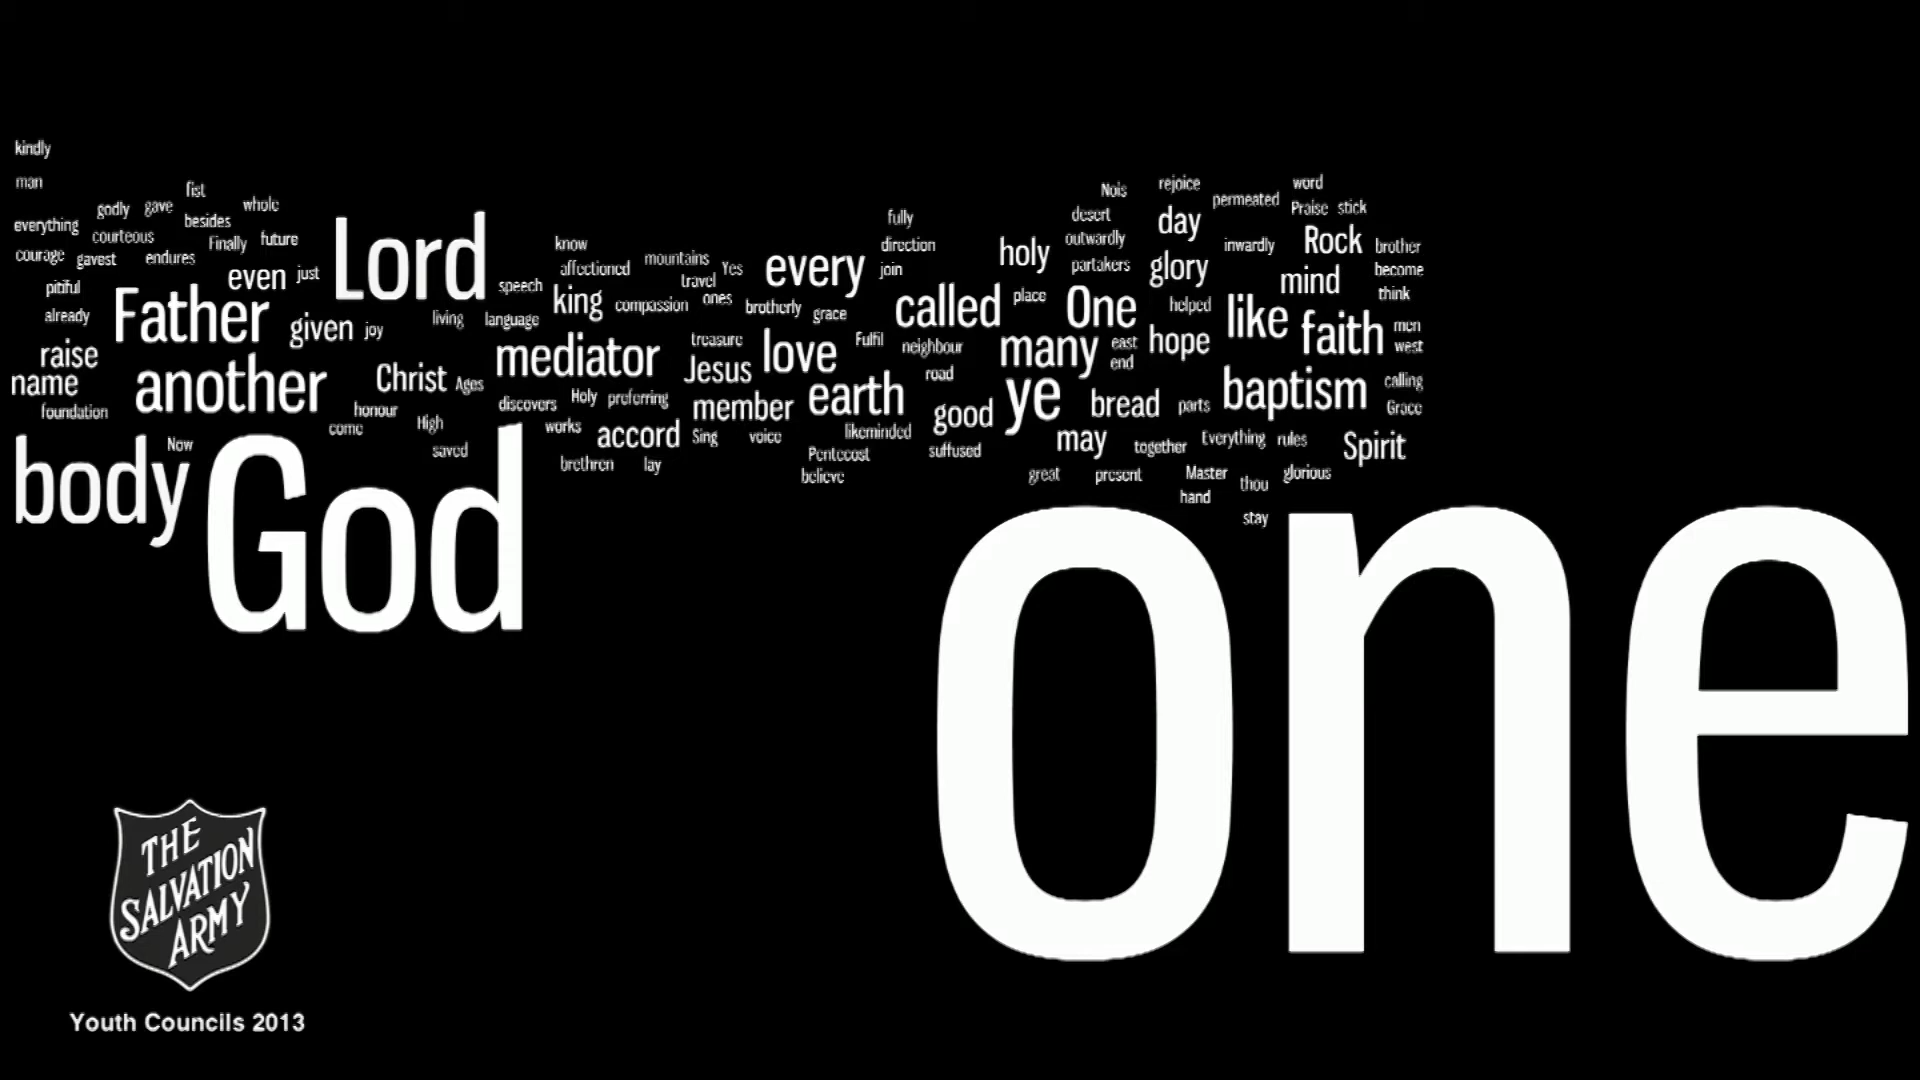 kindly
man
fist
godly gave whole
everything besides
courteous Finally future
courage gavest endures
even just Lord
pitiful
already Father given joy
raise
name another Christ Ages
foundation honour
come High
saved
living language speech
body Now God
know
affectioned mountains
travel Yes
king compassion ones
brotherly grace
every
mediator treasure
Jesus love Fulfil
discovers Holy preferring
member earth
works accord Sing voice likeminded
brethren lay Pentecost
believe
fully
direction
join
called place
neighbour
road
good
suffused
Nois rejoice word
desert day permeated Praise stick
outwardly inwardly Rock brother
holy partakers glory mind become
think
One helped like faith men
many east hope west
end
ye bread parts baptism calling
Grace
may together Everything rules Spirit
great present Master thou glorious
hand
stay
one
THE
SALVATION
ARMY
Youth Councils 2013